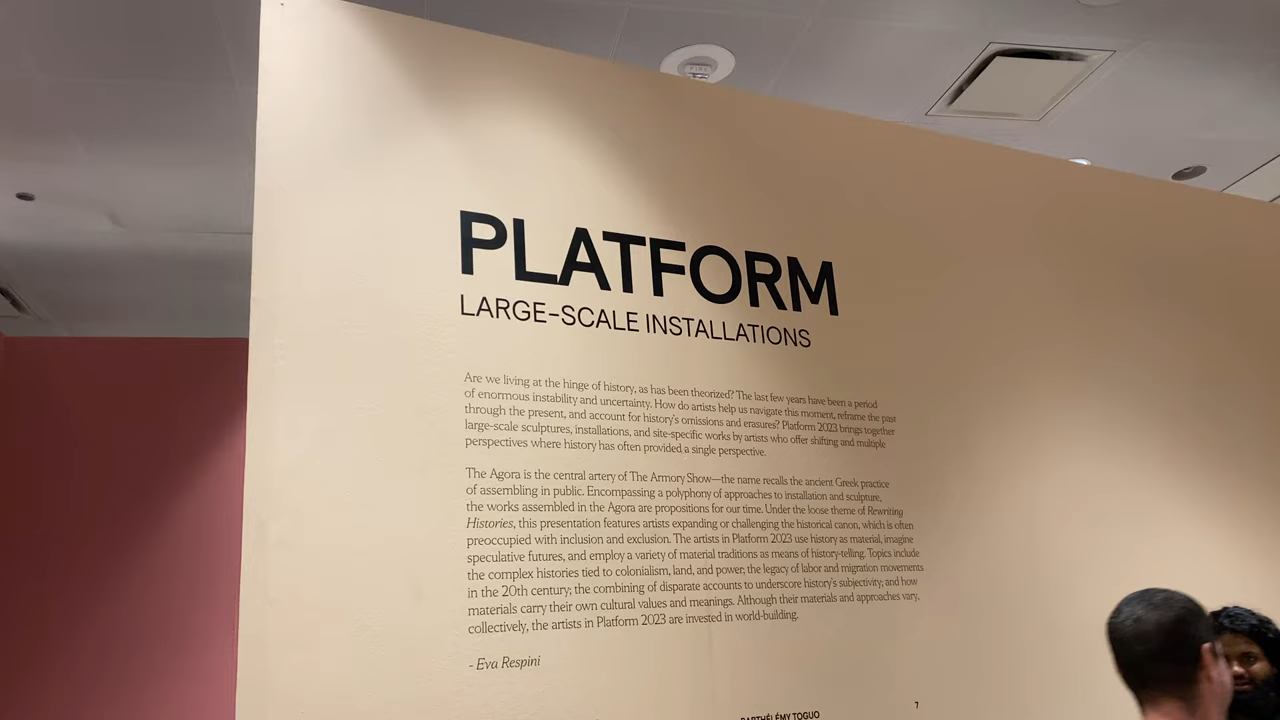 FIRE
PLATFORM
LARGE-SCALE INSTALLATIONS
Are we living at the hinge of history, as has been theorized? The last few years have been a period
of enormous instability and uncertainty. How do artists help us navigate this moment, reframe the past
through the present, and account for history's omissions and erasures? Platform 2023 brings together
large-scale sculptures, installations, and site-specific works by artists who offer shifting and multiple
perspectives where history has often provided a single perspective.
The Agora is the central artery of The Armory Show—the name recalls the ancient Greek practice
of assembling in public. Encompassing a polyphony of approaches to installation and sculpture,
the works assembled in the Agora are propositions for our time. Under the loose theme of Rewriting
Histories, this presentation features artists expanding or challenging the historical canon, which is often
preoccupied with inclusion and exclusion. The artists in Platform 2023 use history as material, imagine
speculative futures, and employ a variety of material traditions as means of history-telling. Topics include
the complex histories tied to colonialism, land, and power; the legacy of labor and migration movements
in the 20th century; the combining of disparate accounts to underscore history's subjectivity; and how
materials carry their own cultural values and meanings. Although their materials and approaches vary,
collectively, the artists in Platform 2023 are invested in world-building.
- Eva Respini
7
BARTHÉLÉMY TOGUO